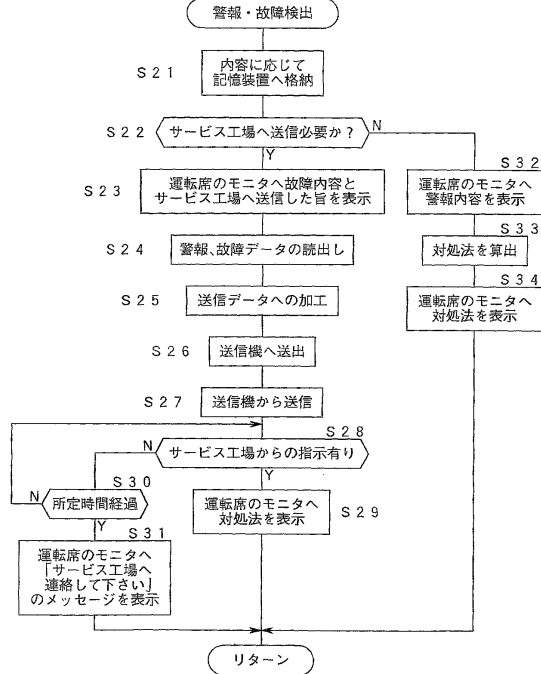 警報・故障検出
S21
内容に応じて
記憶装置へ格納
S22
サービス工場へ送信必要か？
N
Y
S23
運転席のモニタへ故障内容と
サービス工場へ送信した旨を表示
S32
運転席のモニタへ
警報内容を表示
S33
対処法を算出
S24
警報、故障データの読出し
S34
運転席のモニタへ
対処法を表示
S25
送信データへの加工
S26
送信機へ送出
S27
送信機から送信
S28
サービス工場からの指示有り
N
Y
S30
所定時間経過
N
Y
S29
運転席のモニタへ
対処法を表示
S31
運転席のモニタへ
「サービス工場へ
連絡して下さい」
のメッセージを表示
リターン